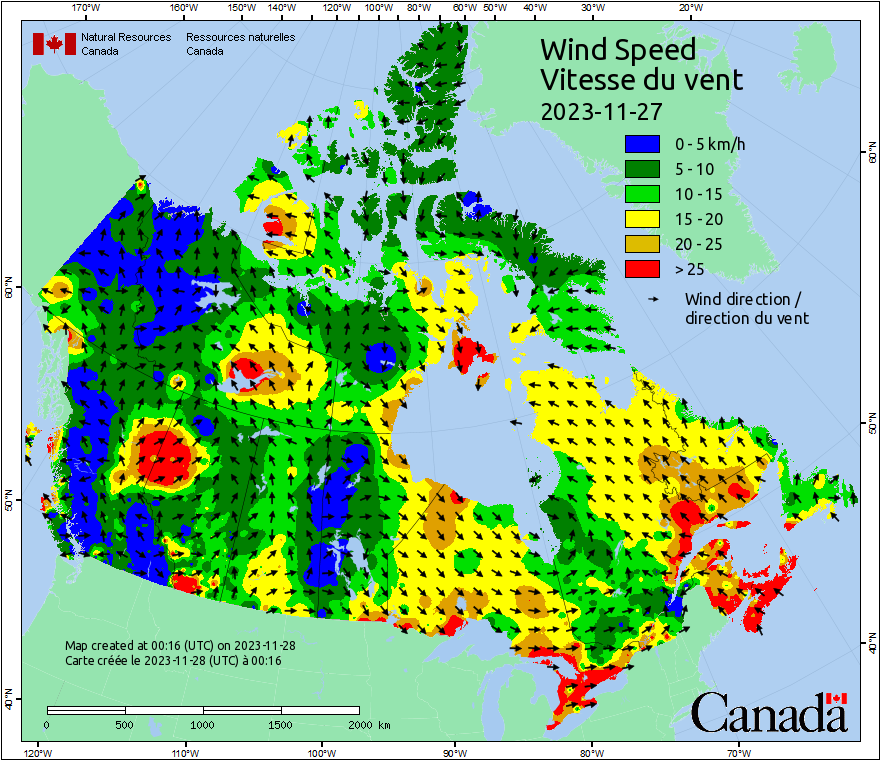 170°W 160°W 150°W 140°W 120°W 100°W 80°W 60°W 50°W 40°W 30°W 20°W
Natural Resources Ressources naturelles
Canada Canada
Wind Speed
Vitesse du vent
2023-11-27
0 - 5 km/h
5 - 10
10 - 15
15 - 20
20 - 25
> 25
Wind direction /
direction du vent
60°N
50°N
40°N
60°N
50°N
40°N
Map created at 00:16 (UTC) on 2023-11-28
Carte créée le 2023-11-28 (UTC) à 00:16
0 500 1000 1500 2000 km
Canada
120°W 110°W 100°W 90°W 80°W 70°W